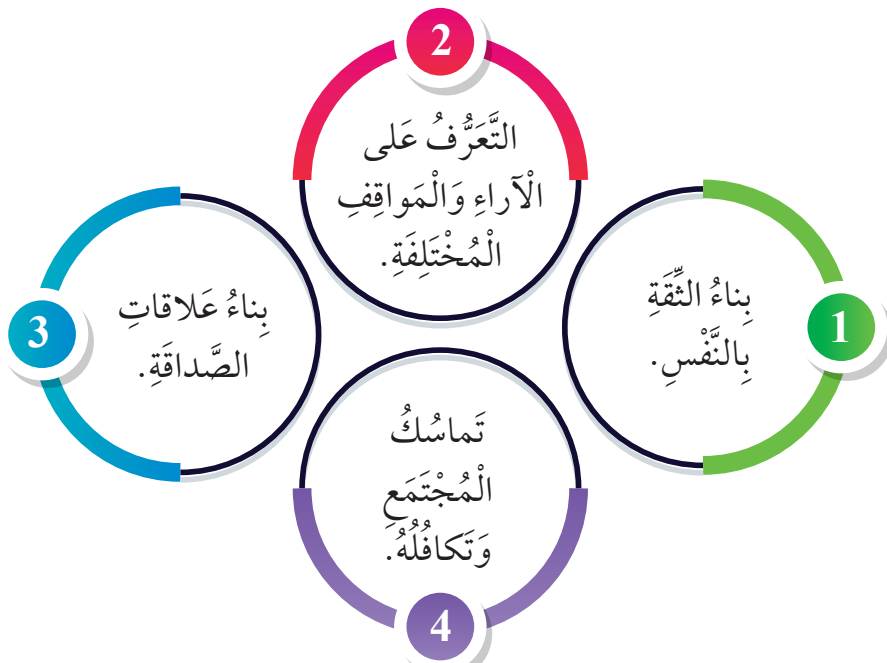 1
بِناءُ الثِّقَةِ
بِالنَّفْسِ.
2
التَّعَرُّفُ عَلى
الْآراءِ وَالْمَواقِفِ
الْمُخْتَلِفَةِ.
3
بِناءُ عَلاقاتِ
الصَّداقَةِ.
4
تَماسُكُ
الْمُجْتَمَعِ
وَتَكافُلُهُ.